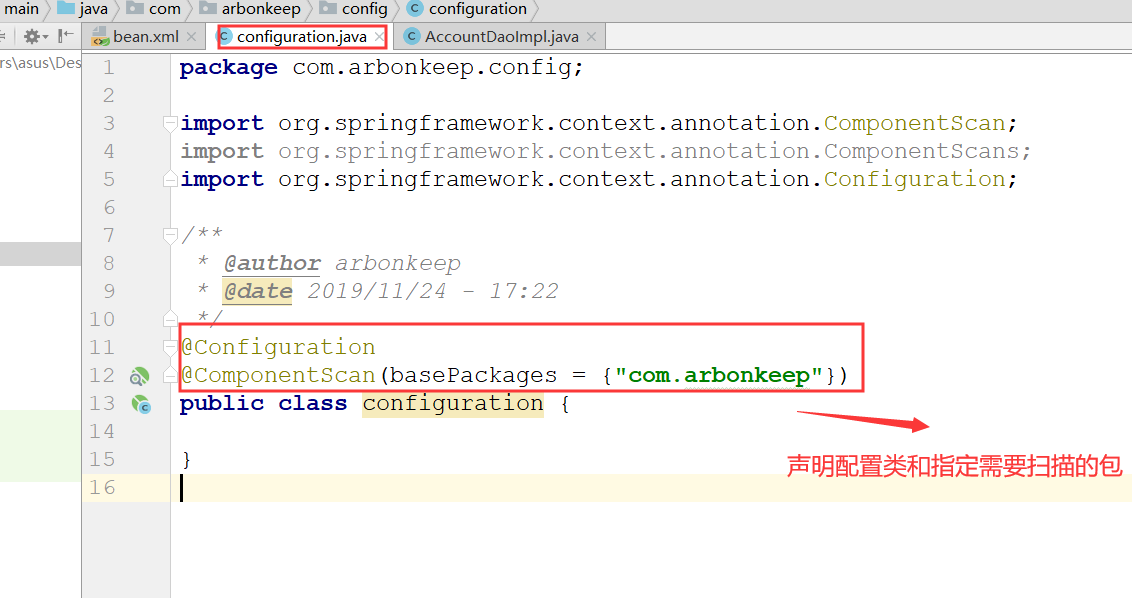 main java com arbonkeep config configuration
bean.xml configuration.java AccountDaoImpl.java
rs\asus\Des
1 package com.arbonkeep.config;
2
3 import org.springframework.context.annotation.ComponentScan;
4 import org.springframework.context.annotation.ComponentScans;
5 import org.springframework.context.annotation.Configuration;
6
7 /**
8 * @author arbonkeep
9 * @date 2019/11/24 - 17:22
10 */
11 @Configuration
12 @ComponentScan(basePackages = {"com.arbonkeep"})
13 public class configuration {
14
15 }
16
声明配置类和指定需要扫描的包